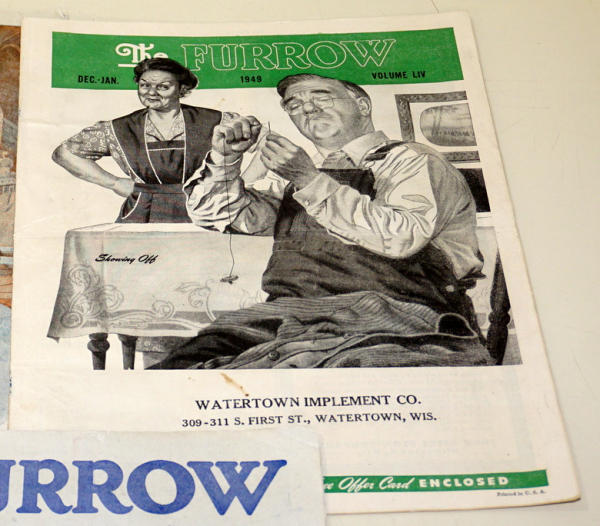 The FURROW
DEC.-JAN. 1949 VOLUME LIV
Showing Off
WATERTOWN IMPLEMENT CO.
309-311 S. FIRST ST., WATERTOWN, WIS.
Offer Card ENCLOSED
Printed in U. S. A.
URROW